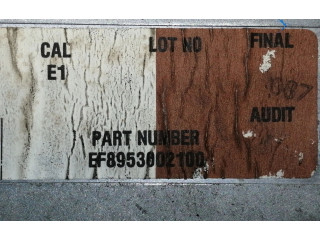 CAL LOT NO FINAL
E1
AUDIT
PART NUMBER
EF8953002100